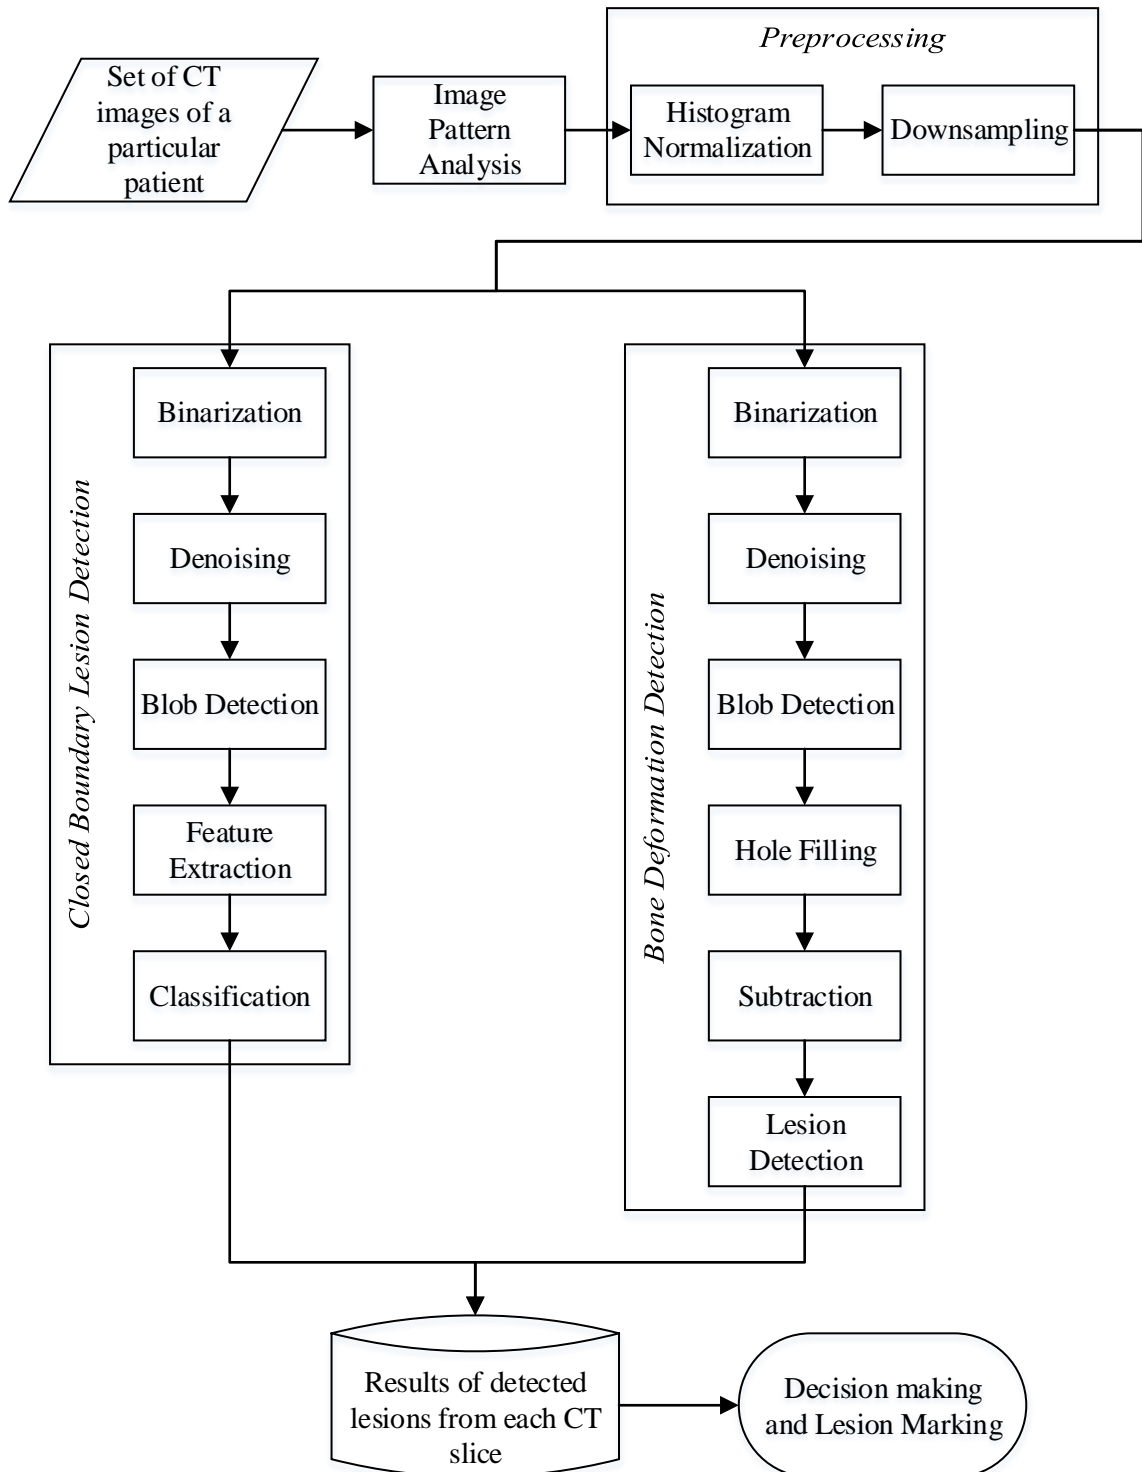 Preprocessing
Set of CT
images of a
particular
patient
Image
Pattern
Analysis
Histogram
Normalization
Downsampling
Closed Boundary Lesion Detection
Binarization
Denoising
Blob Detection
Feature
Extraction
Classification
Bone Deformation Detection
Binarization
Denoising
Blob Detection
Hole Filling
Subtraction
Lesion
Detection
Results of detected
lesions from each CT
slice
Decision making
and Lesion Marking